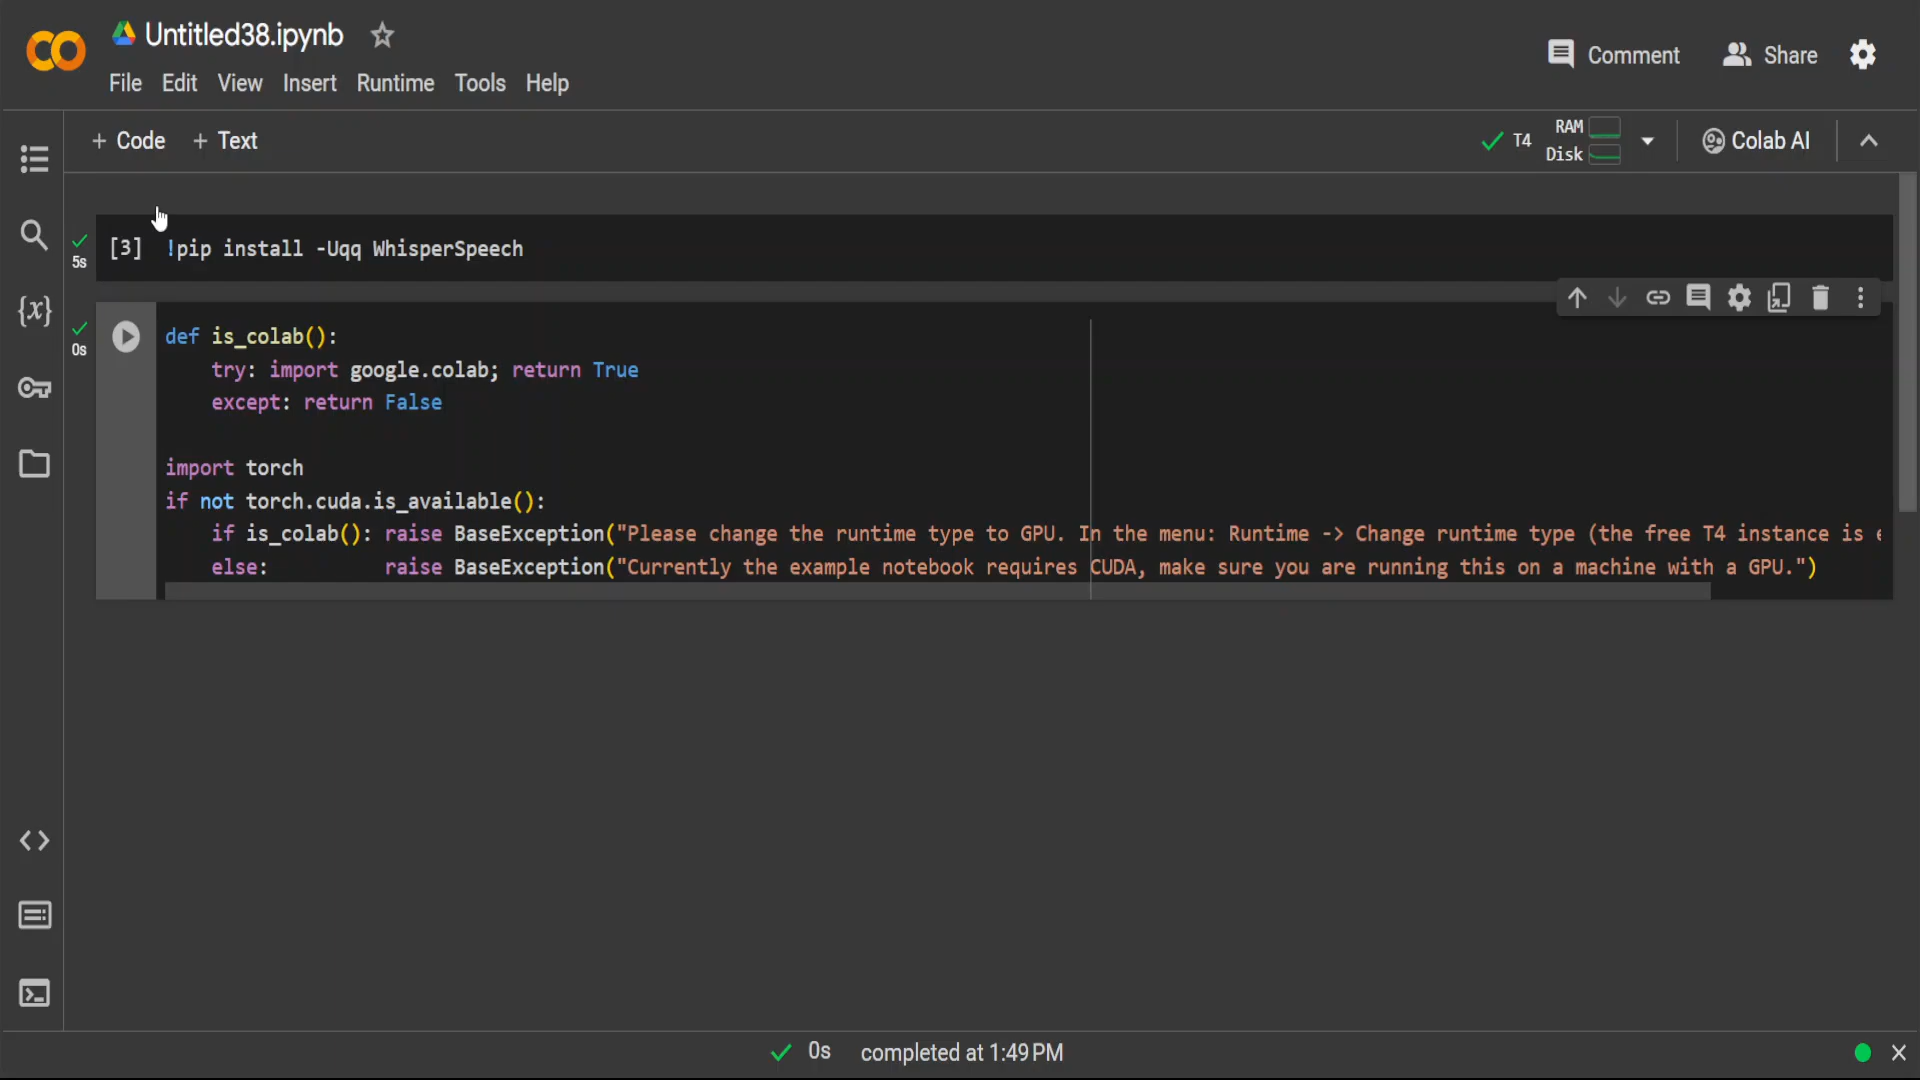 Untitled38.ipynb
File Edit View Insert Runtime Tools Help
Comment Share
+ Code + Text
T4 RAM Disk Colab AI
[3] !pip install -Uqq WhisperSpeech
5s
0s
def is_colab():
    try: import google.colab; return True
    except: return False
import torch
if not torch.cuda.is_available():
    if is_colab(): raise BaseException("Please change the runtime type to GPU. In the menu: Runtime -> Change runtime type (the free T4 instance is
    else:          raise BaseException("Currently the example notebook requires CUDA, make sure you are running this on a machine with a GPU.")
0s completed at 1:49 PM